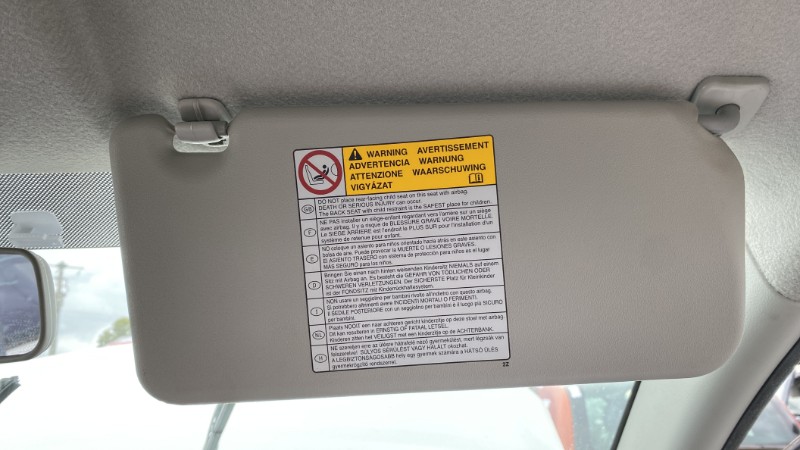 WARNING AVERTISSEMENT
ADVERTENCIA WARNUNG
ATTENZIONE WAARSCHUWING
VIGYÁZAT
GB
DO NOT place rear-facing child seat on this seat with airbag.
DEATH OR SERIOUS INJURY can occur.
The BACK SEAT with child restraint is the SAFEST place for children.
F
NE PAS installer un siège-enfant regardant vers l'arrière sur un siège
avec airbag. Il y a risque de BLESSURE GRAVE VOIRE MORTELLE.
Le SIEGE ARRIERE est l'endroit le PLUS SUR pour l'installation d'un
système de retenue pour enfant.
E
NO coloque un asiento para niños orientado hacia atrás en este asiento con
bolsa de aire. Puede provocar la MUERTE O LESIONES GRAVES.
El ASIENTO TRASERO con sistema de protección para niños es el lugar
MÁS SEGURO para los niños.
D
Bringen Sie einen nach hinten weisenden Kindersitz NIEMALS auf einem
Sitz mit Airbag an. Es besteht die GEFAHR VON TÖDLICHEN ODER
SCHWEREN VERLETZUNGEN. Der SICHERSTE Platz für Kleinkinder
ist der FONDSITZ mit Kinderrückhaltesystem.
I
NON usare un seggiolino per bambini rivolto all'indietro con questo airbag.
Si potrebbero altrimenti avere INCIDENTI MORTALI O FERIMENTI.
Il SEDILE POSTERIORE con un seggiolino per bambini è il luogo più SICURO
per bambini.
NL
Plaats NOOIT een naar achteren gericht kinderzitje op deze stoel met airbag.
Dit kan resulteren in ERNSTIG OF FATAAL LETSEL.
Kinderen zitten het VEILIGST met een Kinderzitje op de ACHTERBANK.
H
NE szereljen erre az ülésre hátrafelé néző gyermekülést, mert légzsák van
felszerelve! SÚLYOS SÉRÜLÉST VAGY HALÁLT okozhat.
A LEGBIZTONSÁGOSABB hely egy gyermek számára a HÁTSÓ ÜLÉS
gyermekrögzítő rendszerrel.
32